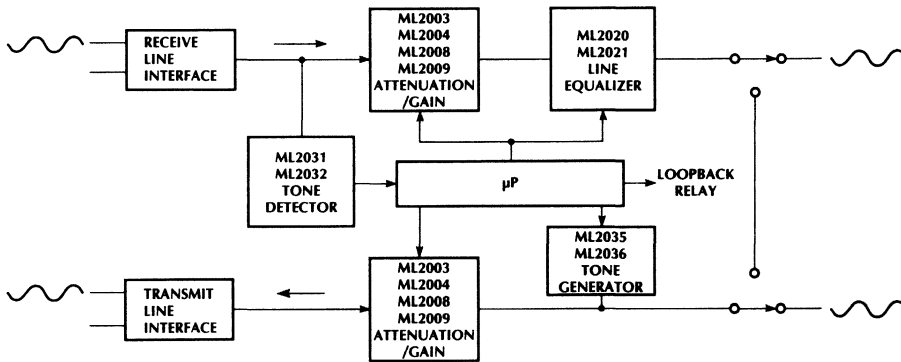 RECEIVE
LINE
INTERFACE
ML2003
ML2004
ML2008
ML2009
ATTENUATION
/GAIN
ML2020
ML2021
LINE
EQUALIZER
ML2031
ML2032
TONE
DETECTOR
µP
LOOPBACK
RELAY
ML2035
ML2036
TONE
GENERATOR
TRANSMIT
LINE
INTERFACE
ML2003
ML2004
ML2008
ML2009
ATTENUATION
/GAIN